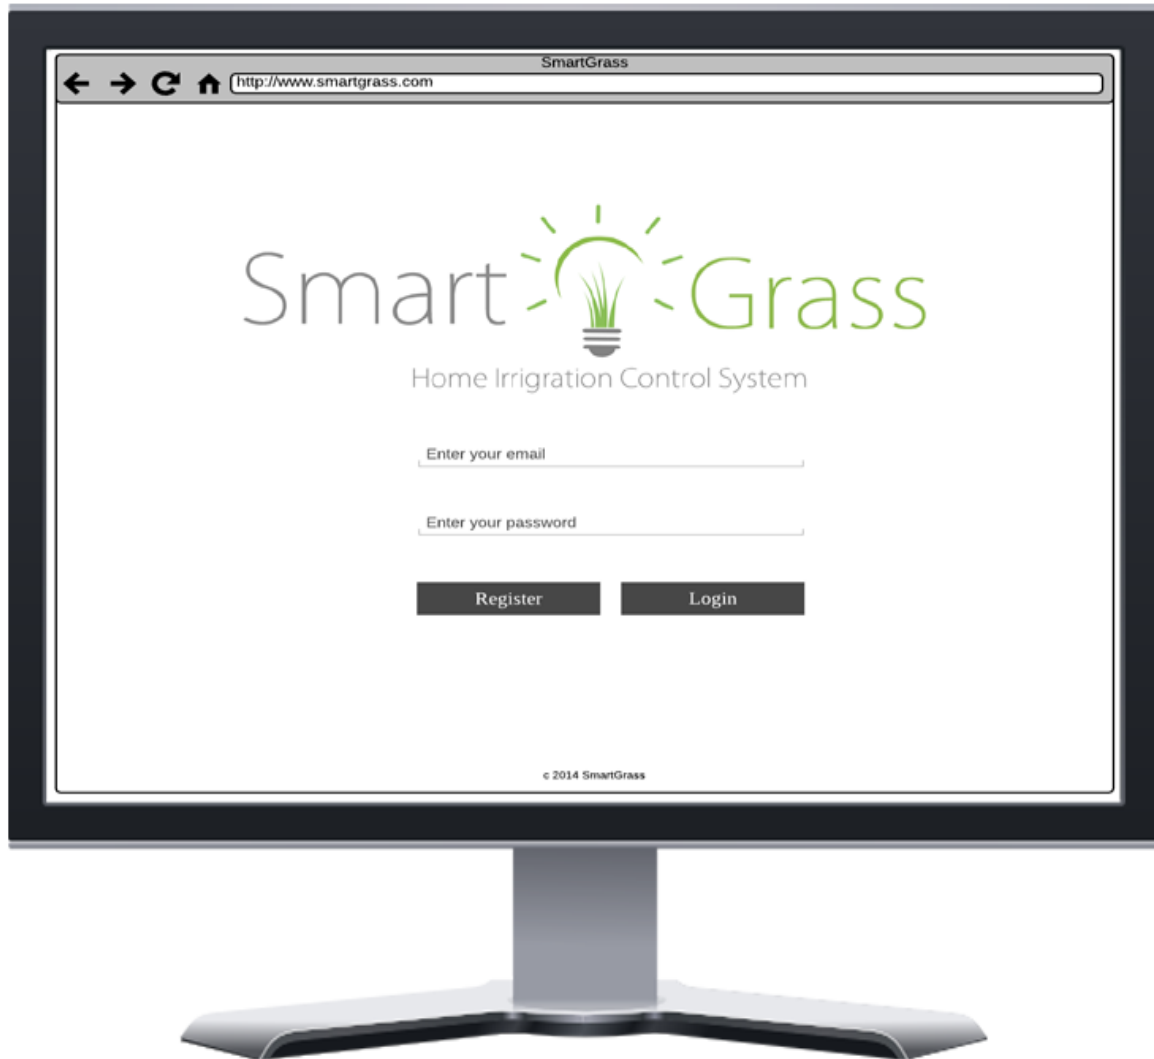 SmartGrass
http://www.smartgrass.com
Smart Grass
Home Irrigration Control System
Enter your email
Enter your password
Register Login
c 2014 SmartGrass